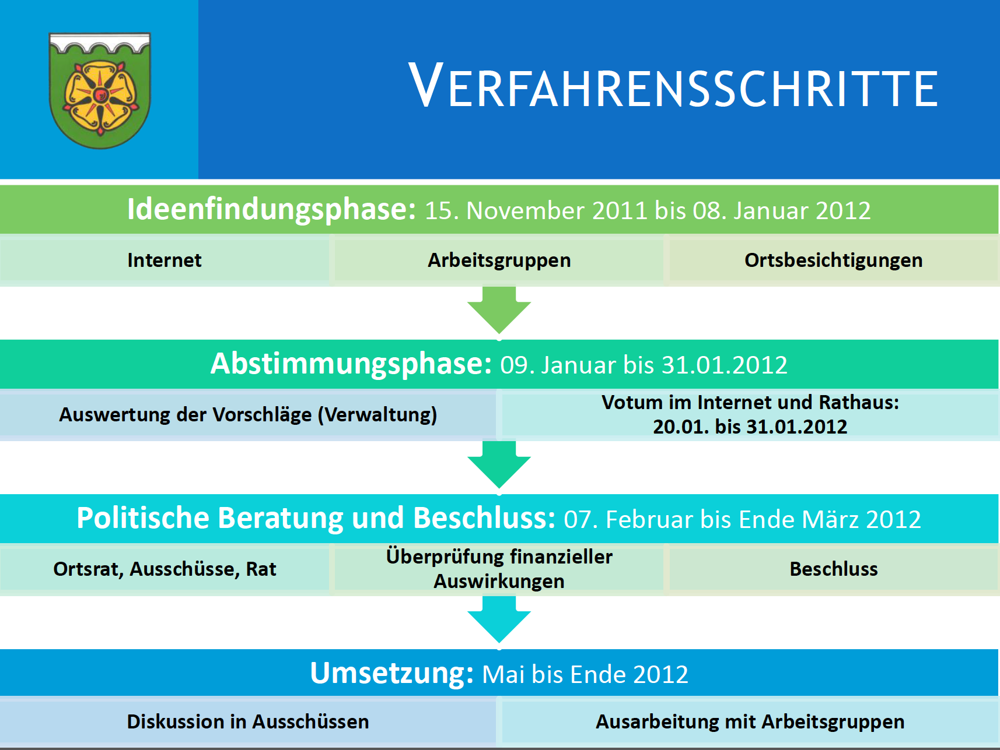 VERFAHRENSSCHRITTE
Ideenfindungsphase: 15. November 2011 bis 08. Januar 2012
Internet
Arbeitsgruppen
Ortsbesichtigungen
Abstimmungsphase: 09. Januar bis 31.01.2012
Auswertung der Vorschläge (Verwaltung)
Votum im Internet und Rathaus:
20.01. bis 31.01.2012
Politische Beratung und Beschluss: 07. Februar bis Ende März 2012
Ortsrat, Ausschüsse, Rat
Überprüfung finanzieller
Auswirkungen
Beschluss
Umsetzung: Mai bis Ende 2012
Diskussion in Ausschüssen
Ausarbeitung mit Arbeitsgruppen